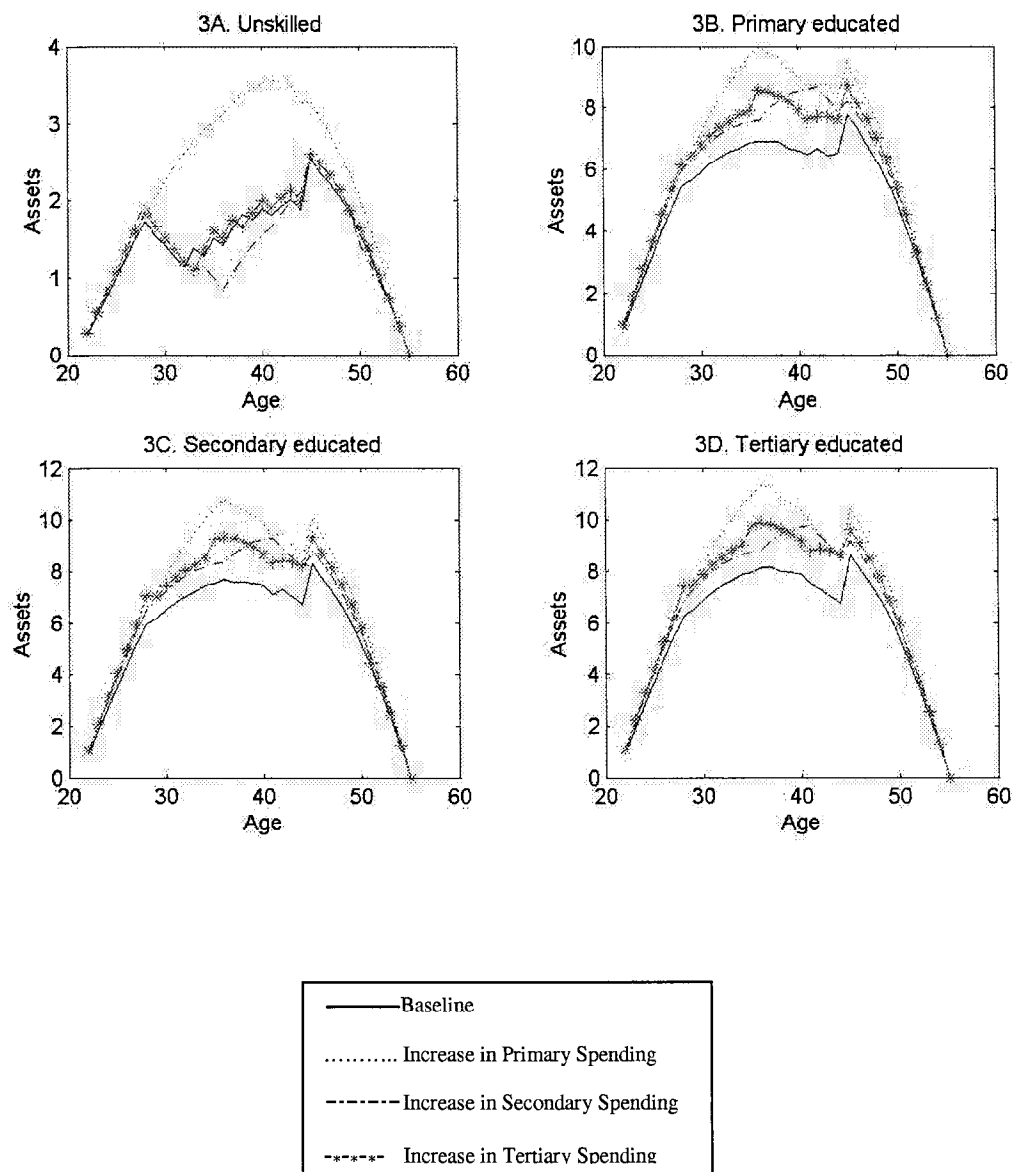 3A. Unskilled
4
3
2
1
0
Assets
20 30 40 50 60
Age
3B. Primary educated
10
8
6
4
2
0
Assets
20 30 40 50 60
Age
3C. Secondary educated
12
10
8
6
4
2
0
Assets
20 30 40 50 60
Age
3D. Tertiary educated
12
10
8
6
4
2
0
Assets
20 30 40 50 60
Age
Baseline
Increase in Primary Spending
Increase in Secondary Spending
Increase in Tertiary Spending